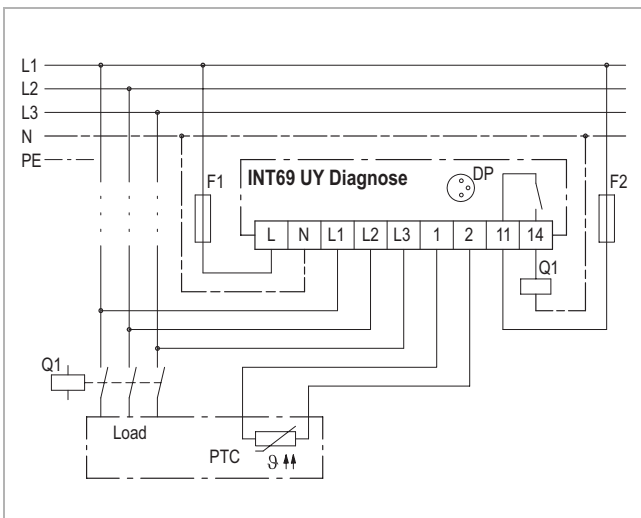 L1
L2
L3
N
PE
F1
INT69 UY Diagnose
DP
F2
L N L1 L2 L3 1 2 11 14
Q1
Q1
Load
PTC
ϑ